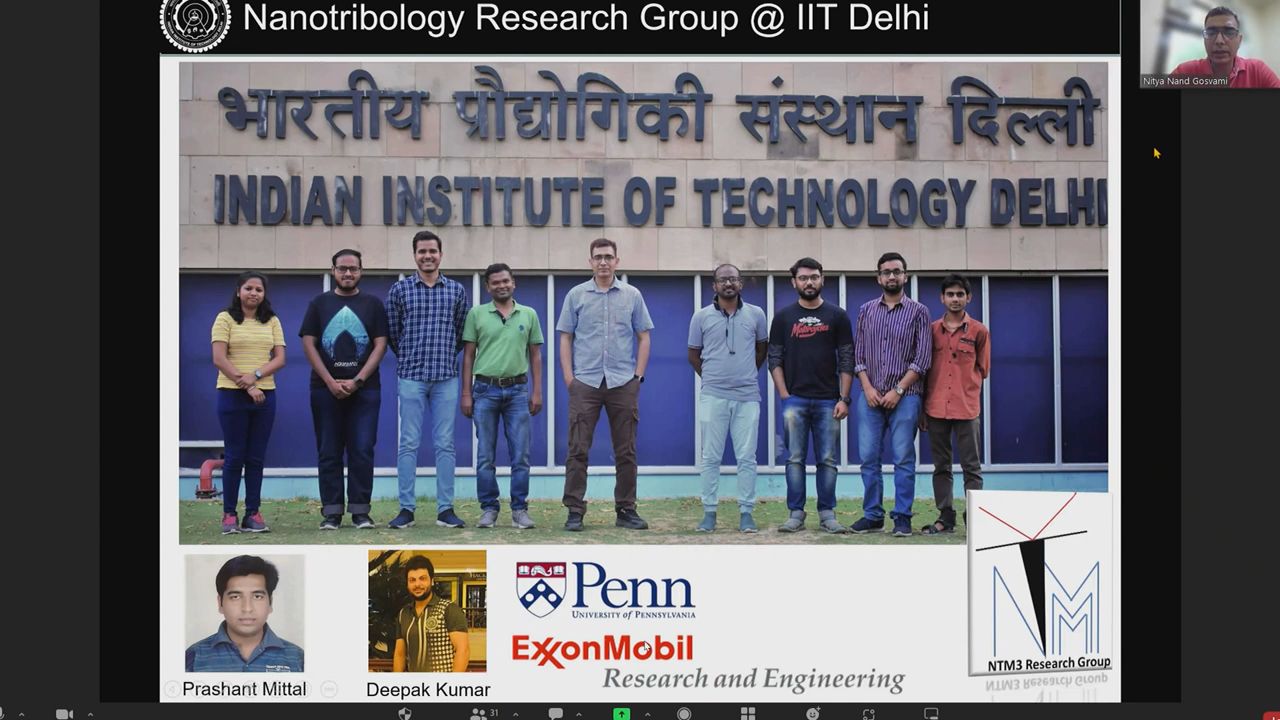 Nanotribology Research Group @ IIT Delhi
Nitya Nand Gosvami
भारतीय प्रौद्योगिकी संस्थान दिल्ली
INDIAN INSTITUTE OF TECHNOLOGY DELHI
Penn
UNIVERSITY OF PENNSYLVANIA
ExxonMobil
Research and Engineering
NTM3 Research Group
Prashant Mittal
Deepak Kumar
31